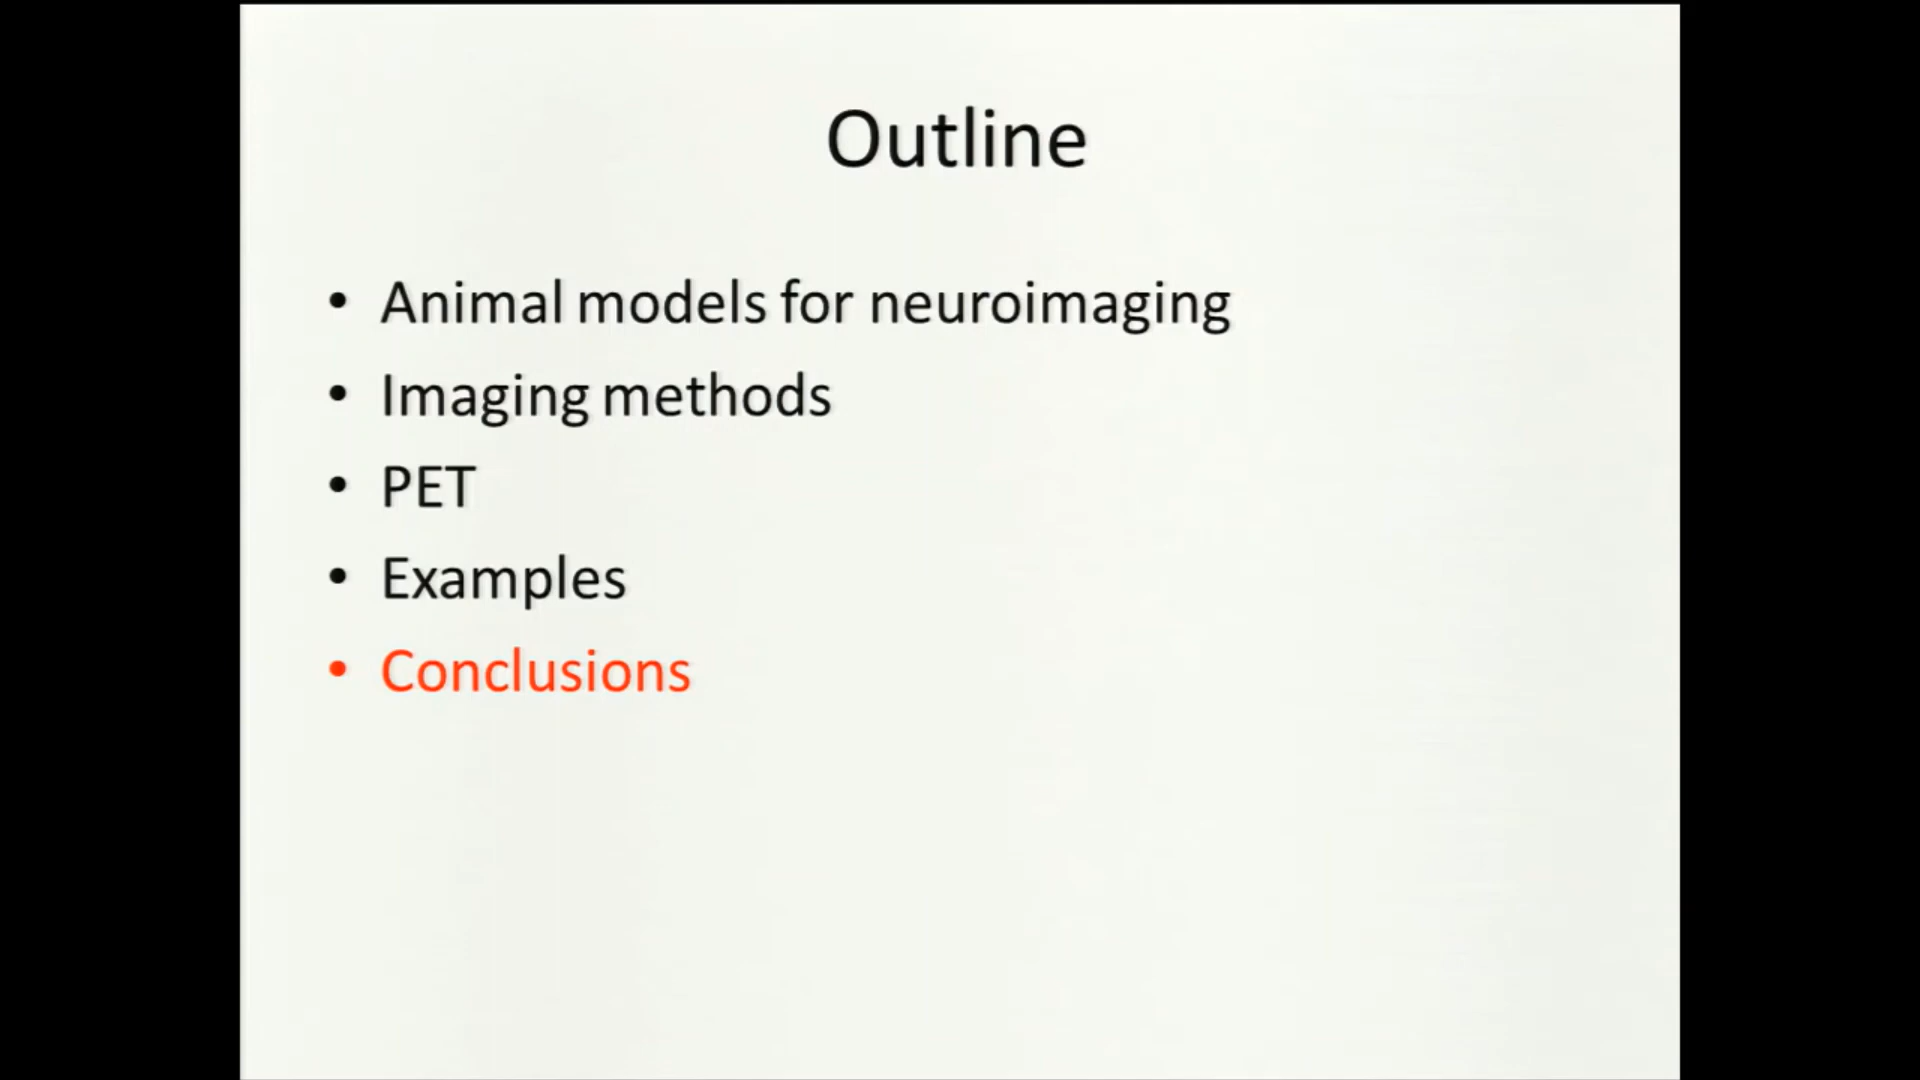 Outline
• Animal models for neuroimaging
• Imaging methods
• PET
• Examples
• Conclusions